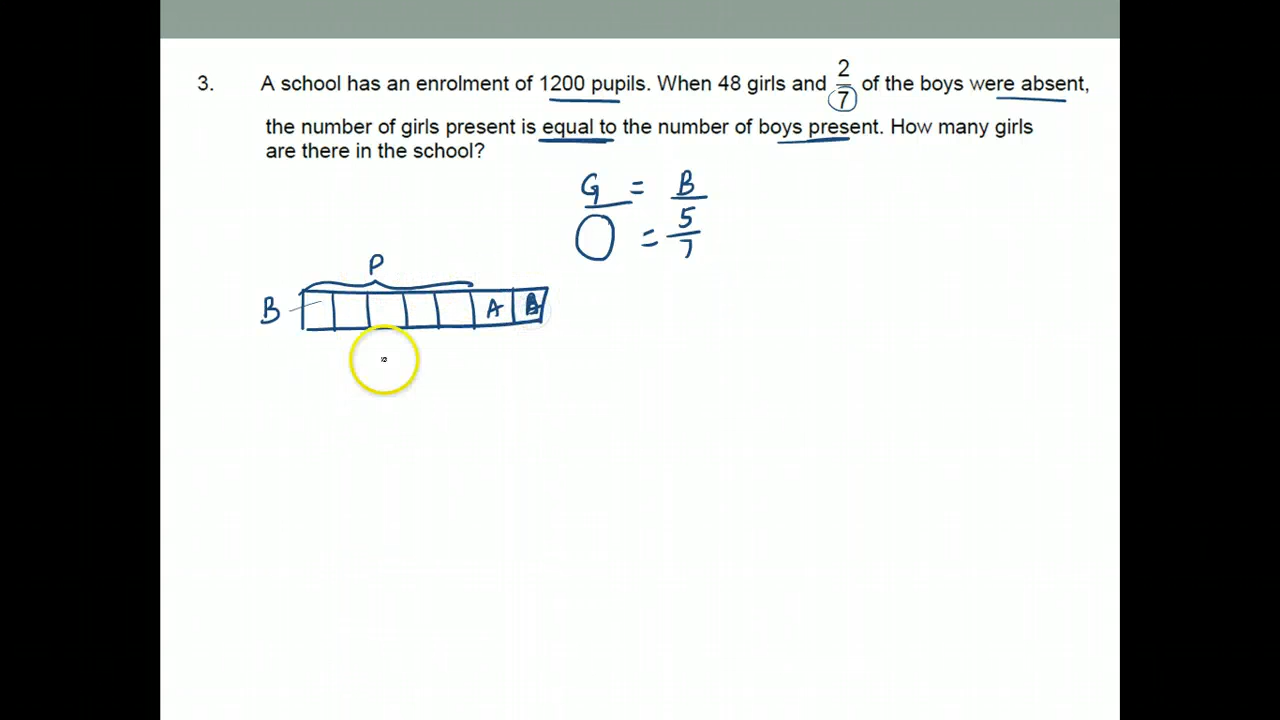 3. A school has an enrolment of 1200 pupils. When 48 girls and 2/7 of the boys were absent,
the number of girls present is equal to the number of boys present. How many girls
are there in the school?
G = B
= 5/7
P
B A B